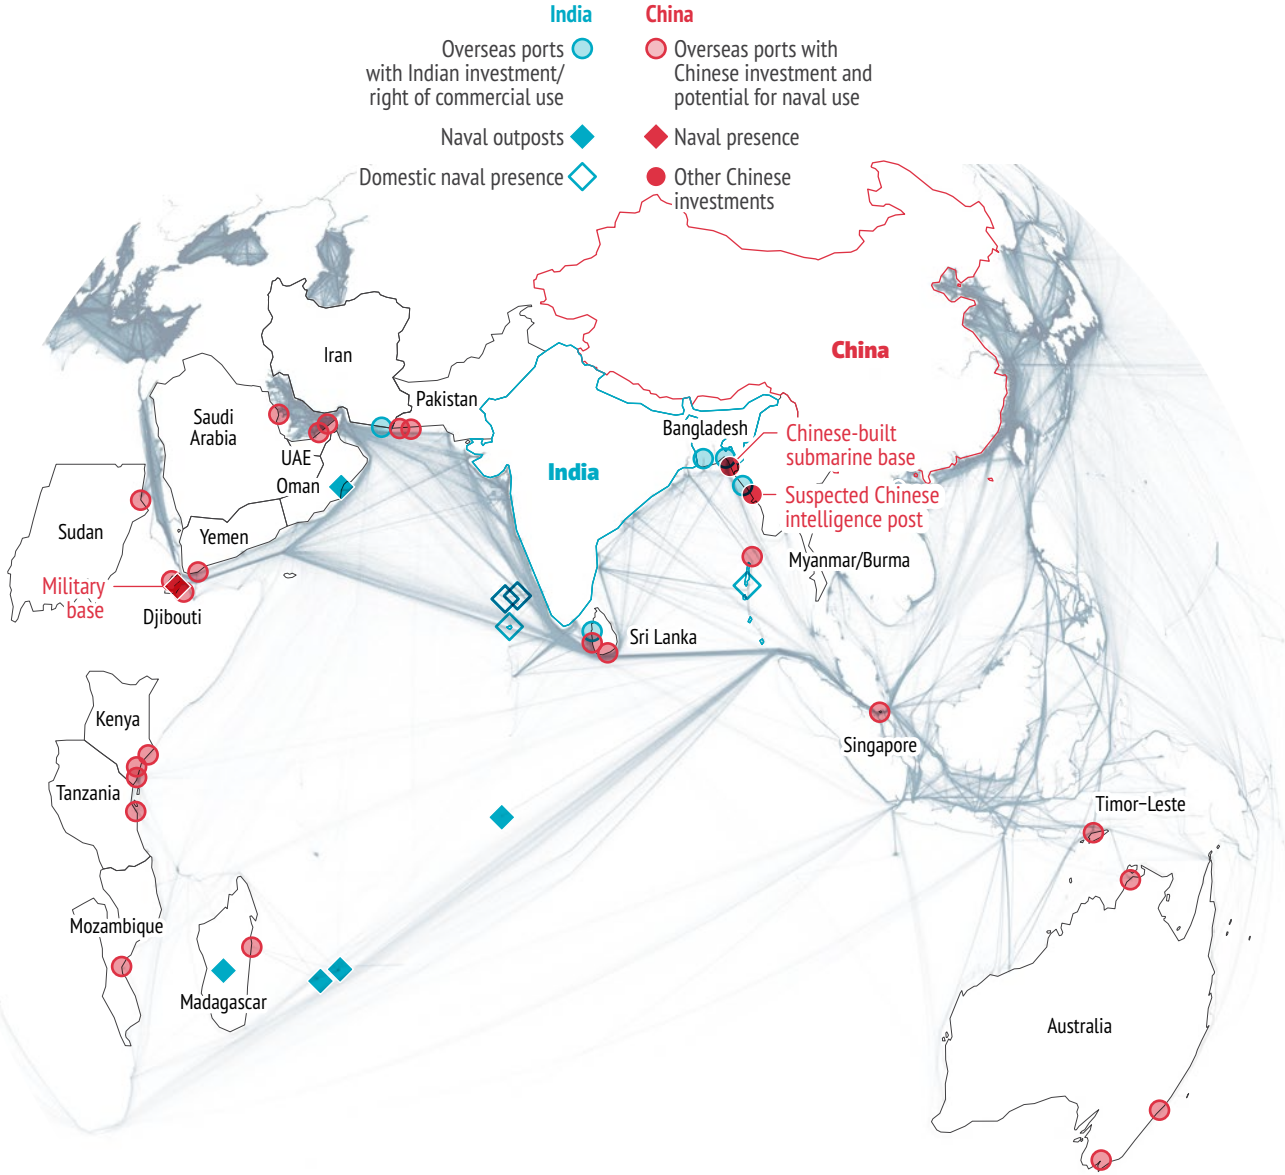 India
China
Overseas ports
with Indian investment/
right of commercial use
Overseas ports with
Chinese investment and
potential for naval use
Naval outposts
Naval presence
Domestic naval presence
Other Chinese
investments
Iran
China
Pakistan
Saudi
Arabia
Bangladesh
Chinese-built
submarine base
UAE
India
Oman
Suspected Chinese
intelligence post
Sudan
Yemen
Myanmar/Burma
Military
base
Djibouti
Sri Lanka
Kenya
Singapore
Tanzania
Timor–Leste
Mozambique
Madagascar
Australia